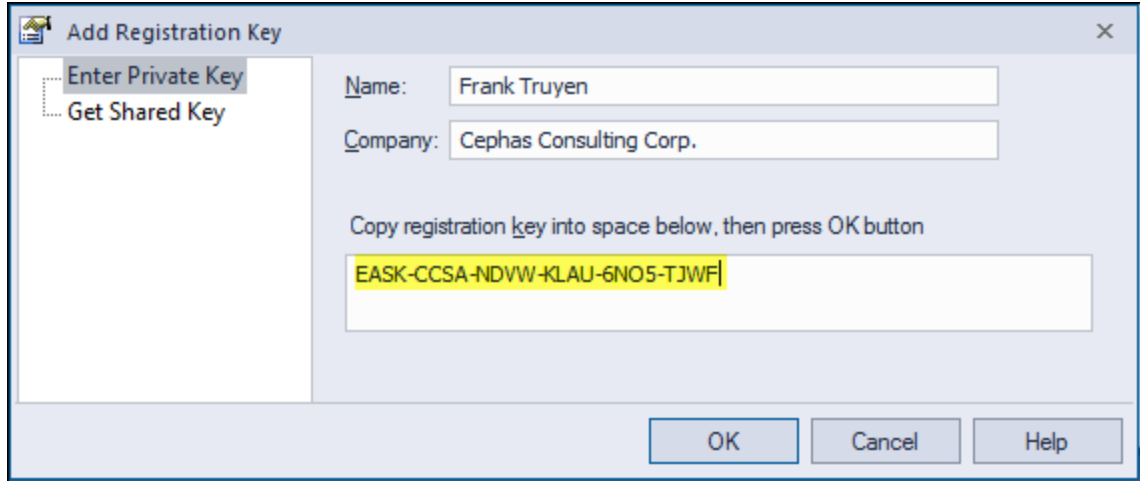 Add Registration Key
Enter Private Key
Get Shared Key
Name: Frank Truyen
Company: Cephas Consulting Corp.
Copy registration key into space below, then press OK button
EASK-CCSA-NDVW-KLAU-6NO5-TJWF
OK Cancel Help